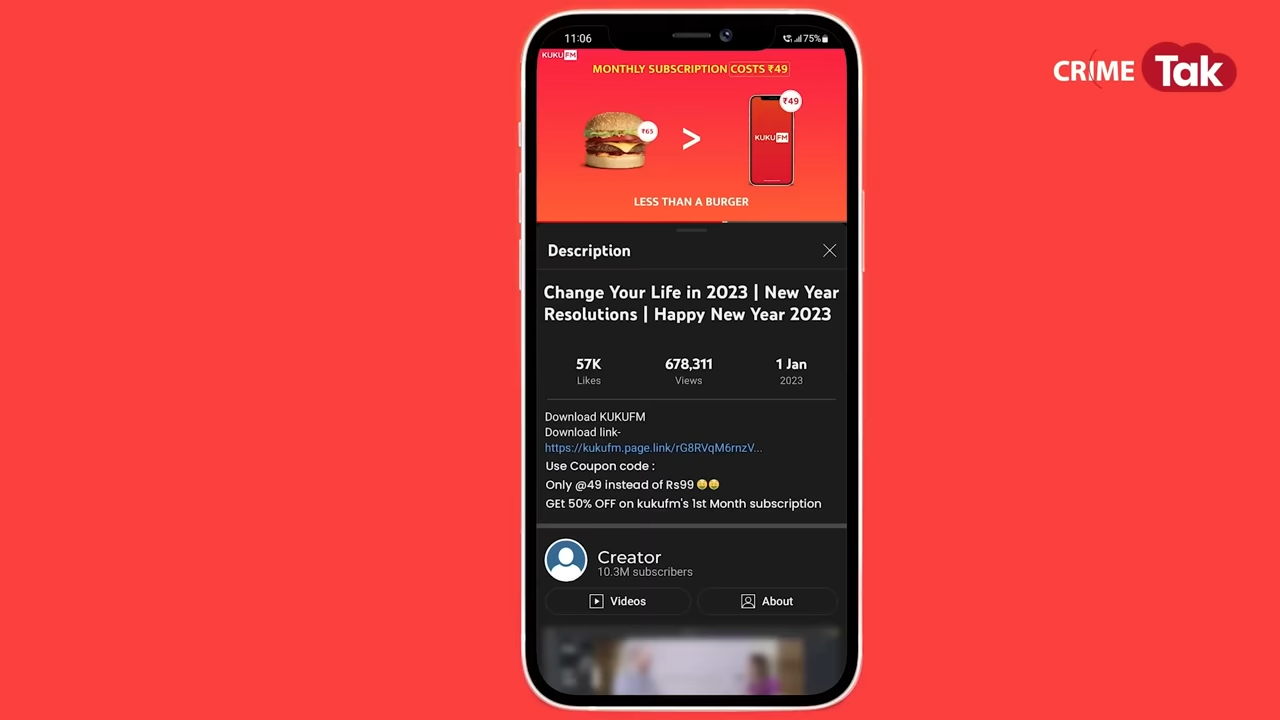 11:06
75%
KUKU FM
MONTHLY SUBSCRIPTION COSTS ₹49
₹65
>
₹49
KUKU FM
LESS THAN A BURGER
CRIME Tak
Description
Change Your Life in 2023 | New Year
Resolutions | Happy New Year 2023
57K
Likes
678,311
Views
1 Jan
2023
Download KUKUFM
Download link-
https://kukufm.page.link/rG8RVqM6rnzV...
Use Coupon code :
Only @49 instead of Rs99 🤑🤑
GEt 50% OFF on kukufm's 1st Month subscription
Creator
10.3M subscribers
Videos
About